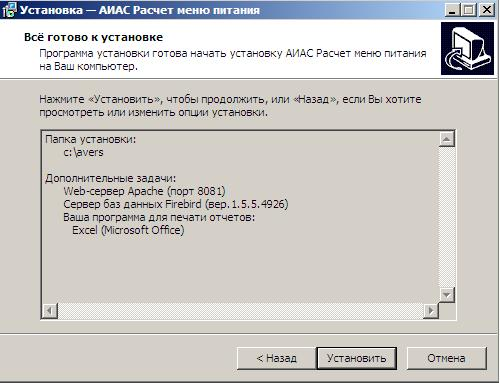 Установка — АИАС Расчет меню питания
Всё готово к установке
Программа установки готова начать установку АИАС Расчет меню питания
на Ваш компьютер.
Нажмите «Установить», чтобы продолжить, или «Назад», если Вы хотите
просмотреть или изменить опции установки.
Папка установки:
c:\avers
Дополнительные задачи:
Web-сервер Apache (порт 8081)
Сервер баз данных Firebird (вер.1.5.5.4926)
Ваша программа для печати отчетов:
Excel (Microsoft Office)
< Назад
Установить
Отмена